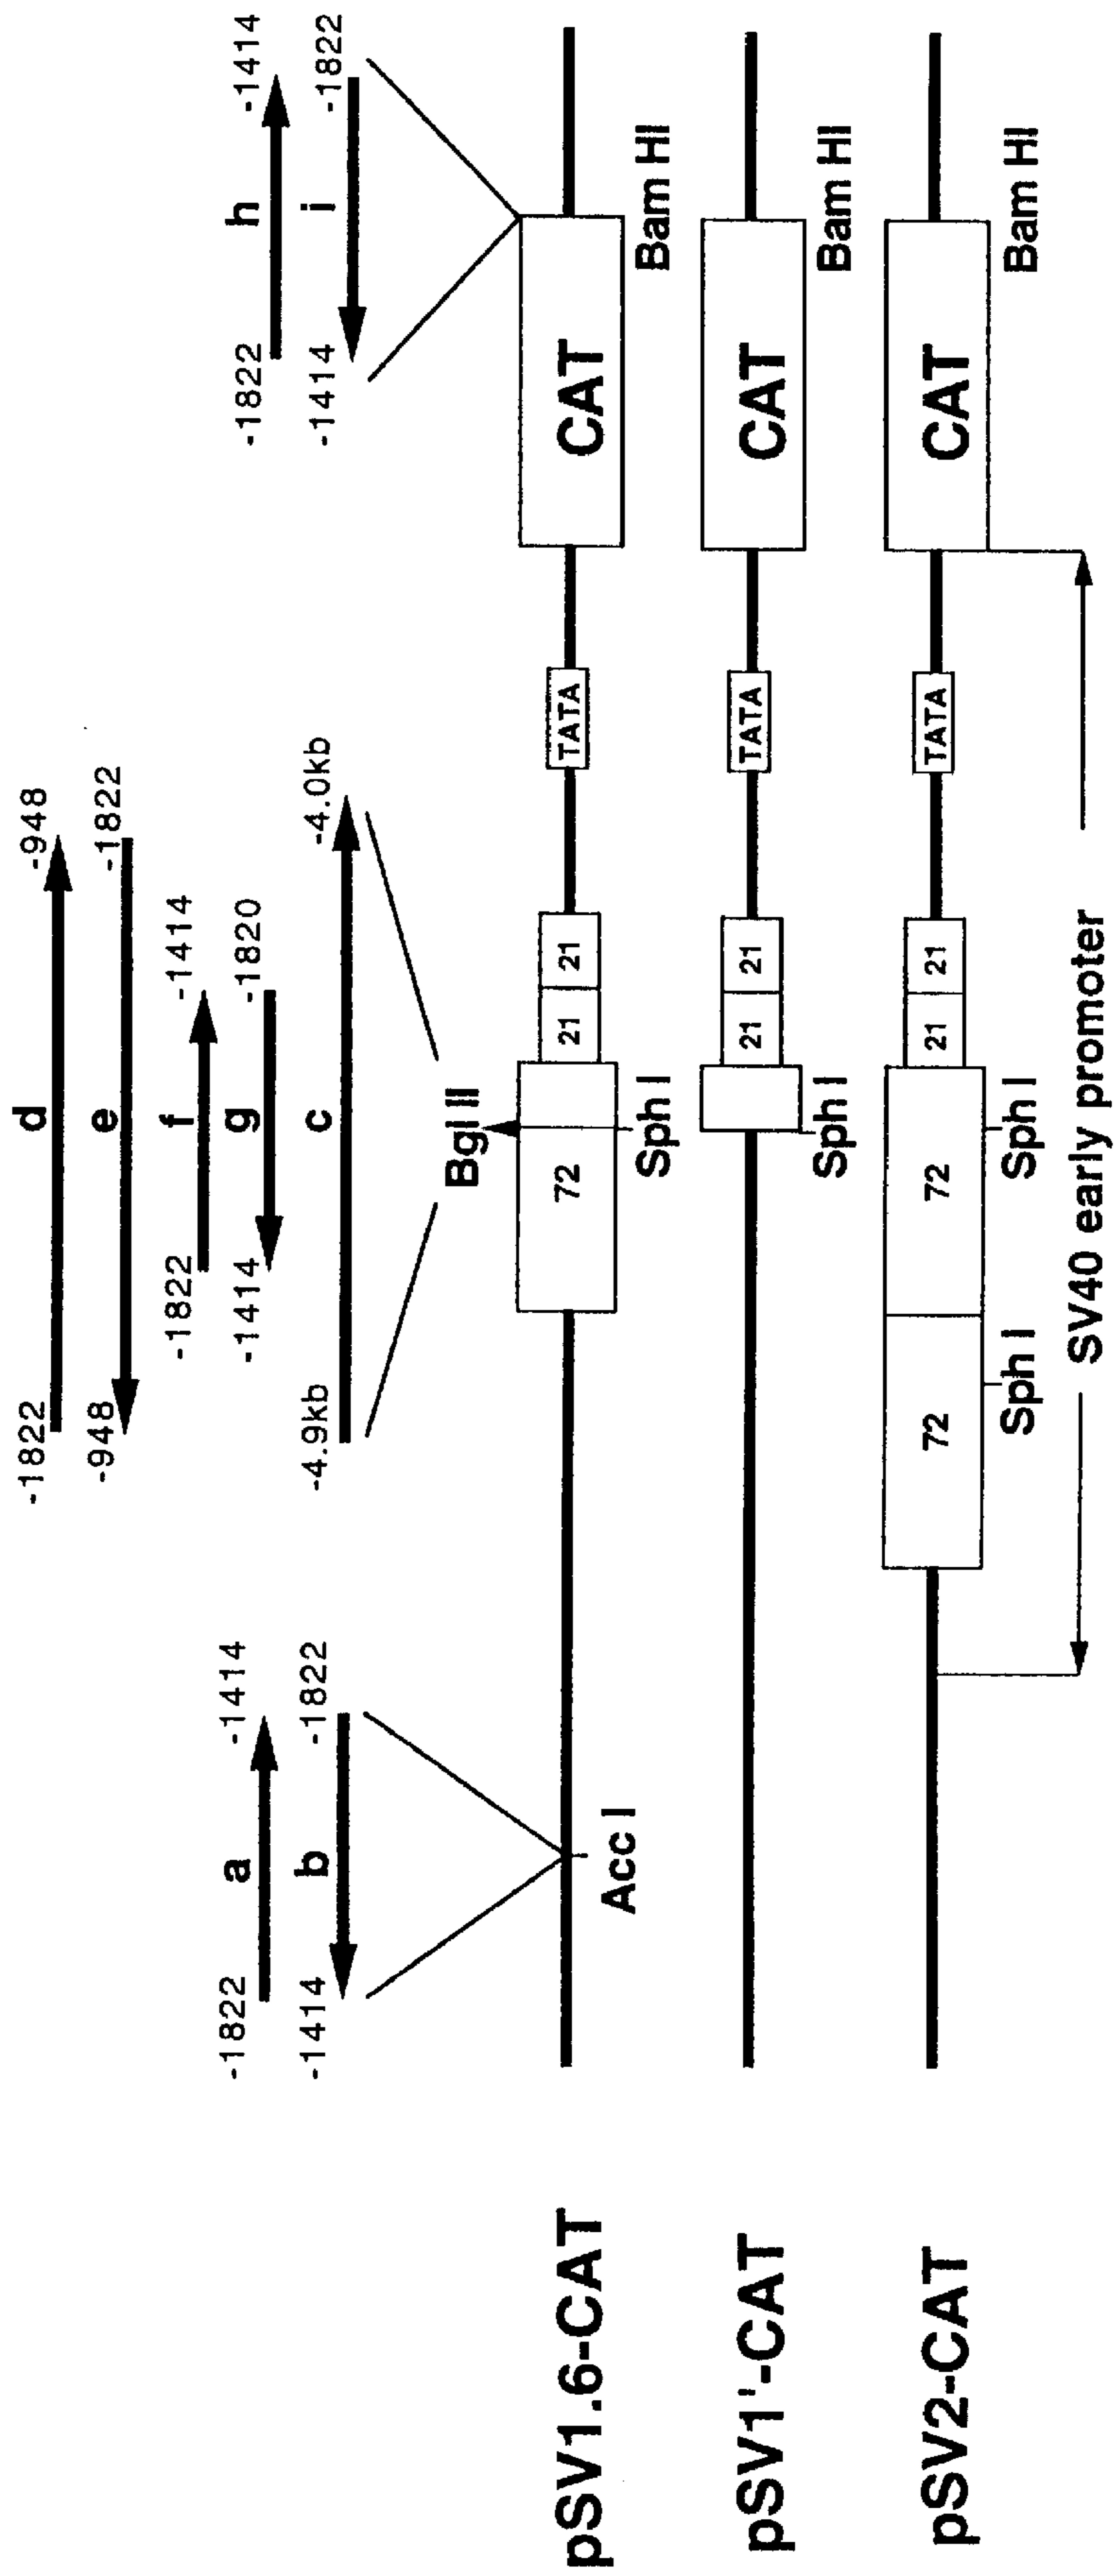 d
-1822 -948
e
-948 -1822
f
-1822 -1414
g
-1414 -1820
a
-1822 -1414
h
-1822 -1414
b
-1414 -1822
c
-4.9kb -4.0kb
i
-1414 -1822
Bgl II
pSV1.6-CAT 72 21 21 TATA CAT
Acc I Sph I Bam HI
pSV1'-CAT 21 21 TATA CAT
Sph I Bam HI
pSV2-CAT 72 72 21 21 TATA CAT
Sph I Sph I Bam HI
SV40 early promoter